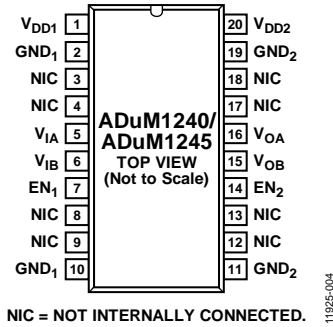 VDD1 1 20 VDD2
GND1 2 19 GND2
NIC 3 18 NIC
NIC 4 17 NIC
ADuM1240/
VIA 5 16 VOA
ADuM1245
VIB 6 TOP VIEW 15 VOB
(Not to Scale)
EN1 7 14 EN2
NIC 8 13 NIC
NIC 9 12 NIC
GND1 10 11 GND2
NIC = NOT INTERNALLY CONNECTED.
11925-004